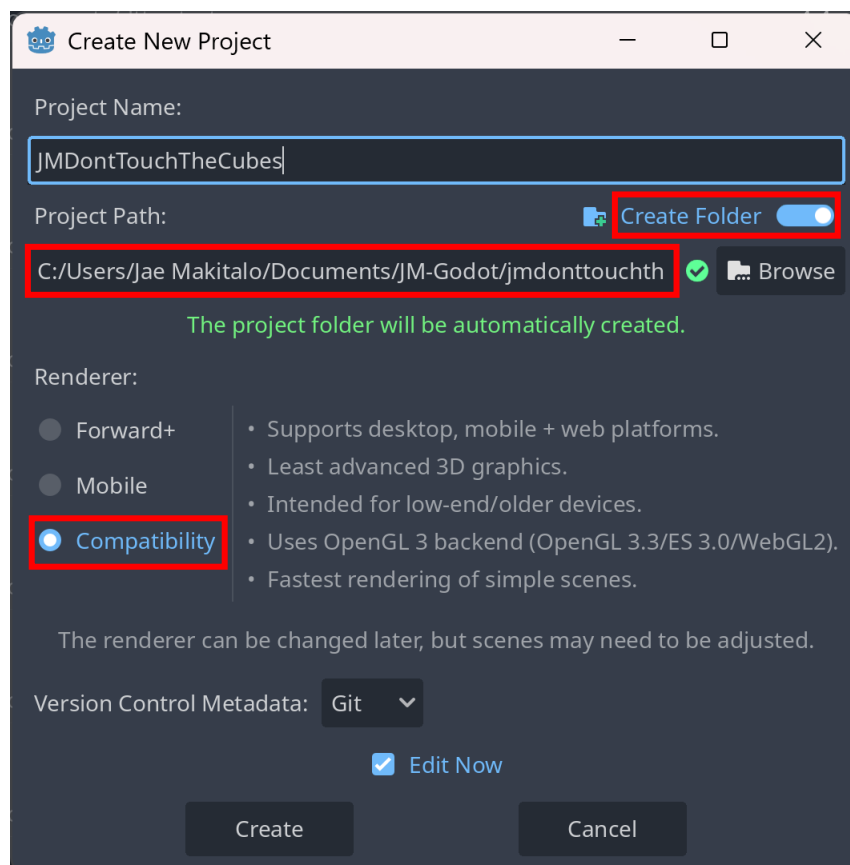 Create New Project
Project Name:
JMDontTouchTheCubes
Project Path:
Create Folder
C:/Users/Jae Makitalo/Documents/JM-Godot/jmdonttouchth
Browse
The project folder will be automatically created.
Renderer:
Forward+
Mobile
Compatibility
• Supports desktop, mobile + web platforms.
• Least advanced 3D graphics.
• Intended for low-end/older devices.
• Uses OpenGL 3 backend (OpenGL 3.3/ES 3.0/WebGL2).
• Fastest rendering of simple scenes.
The renderer can be changed later, but scenes may need to be adjusted.
Version Control Metadata: Git
Edit Now
Create
Cancel